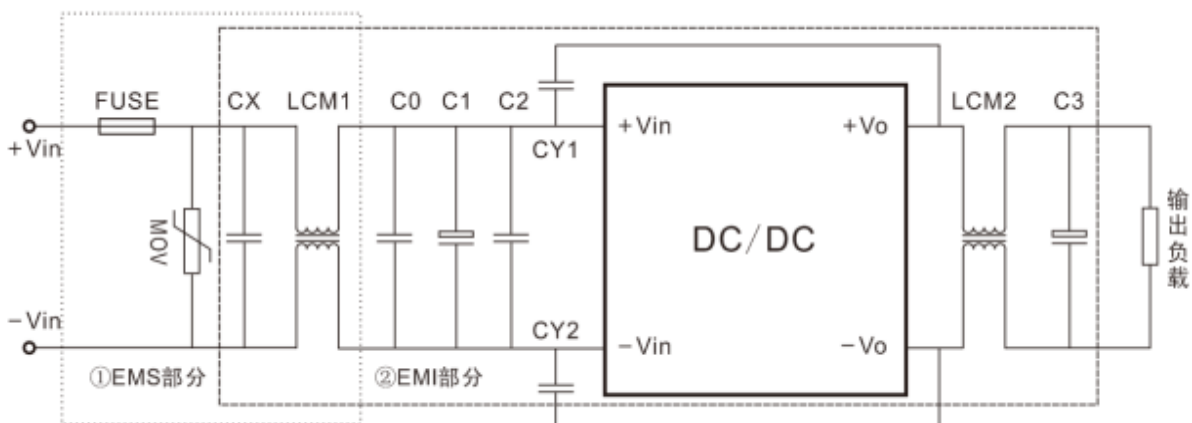 FUSE
CX
LCM1
C0
C1
C2
LCM2
C3
+Vin
CY1
+Vin
+Vo
MOV
DC/DC
输出负载
-Vin
CY2
-Vin
-Vo
①EMS部分
②EMI部分